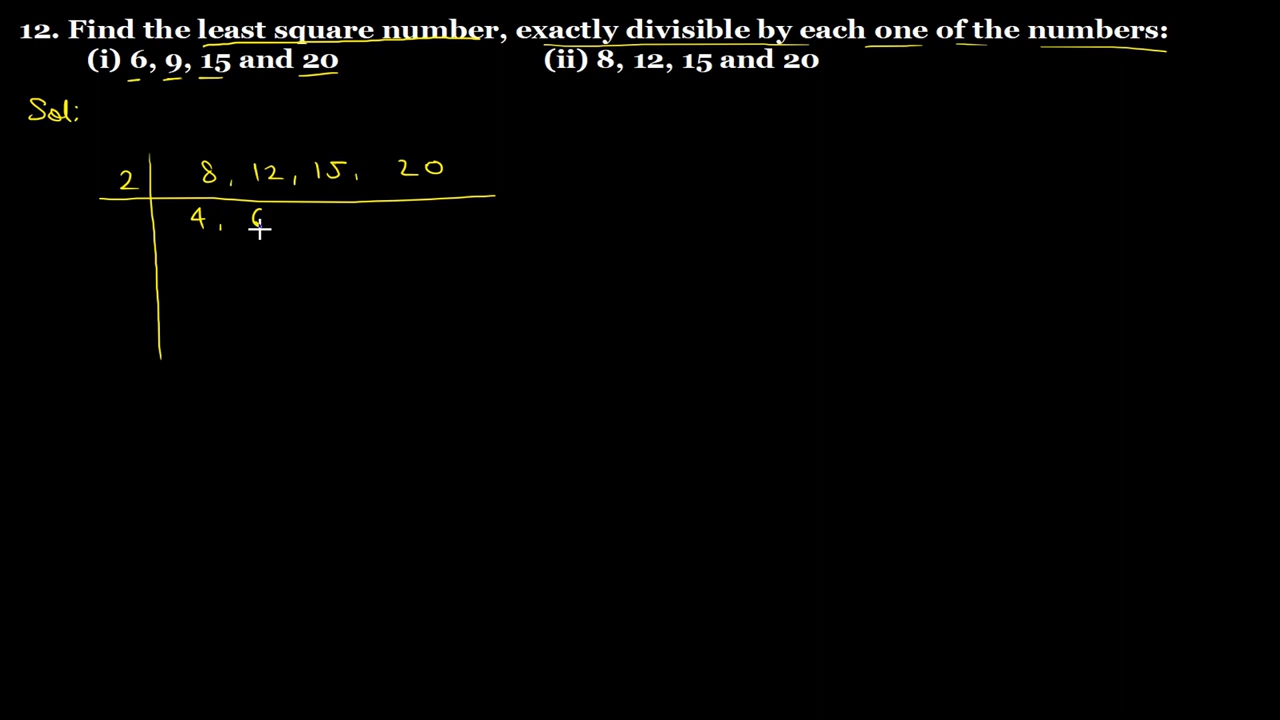 12. Find the least square number, exactly divisible by each one of the numbers:
(i) 6, 9, 15 and 20 (ii) 8, 12, 15 and 20
Sol:
2 8, 12, 15, 20
4, 6